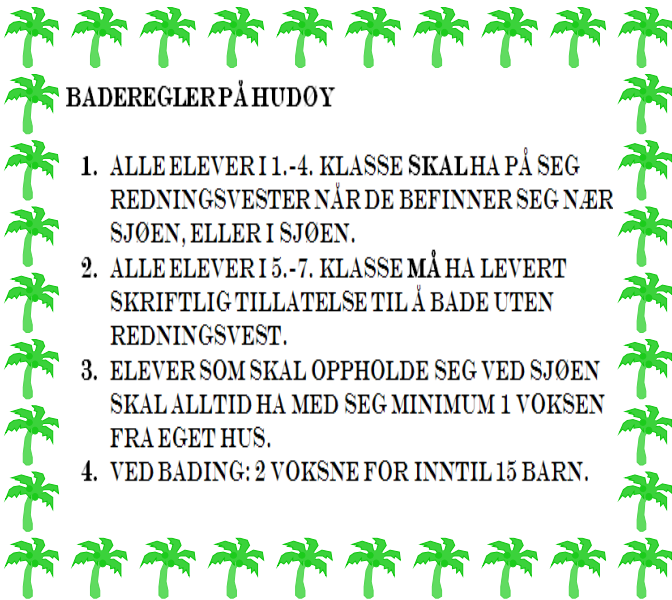 BADEREGLER PÅ HUDØY
1. ALLE ELEVER I 1.-4. KLASSE SKAL HA PÅ SEG
REDNINGSVESTER NÅR DE BEFINNER SEG NÆR
SJØEN, ELLER I SJØEN.
2. ALLE ELEVER I 5.-7. KLASSE MÅ HA LEVERT
SKRIFTLIG TILLATELSE TIL Å BADE UTEN
REDNINGSVEST.
3. ELEVER SOM SKAL OPPHOLDE SEG VED SJØEN
SKAL ALLTID HA MED SEG MINIMUM 1 VOKSEN
FRA EGET HUS.
4. VED BADING: 2 VOKSNE FOR INNTIL 15 BARN.